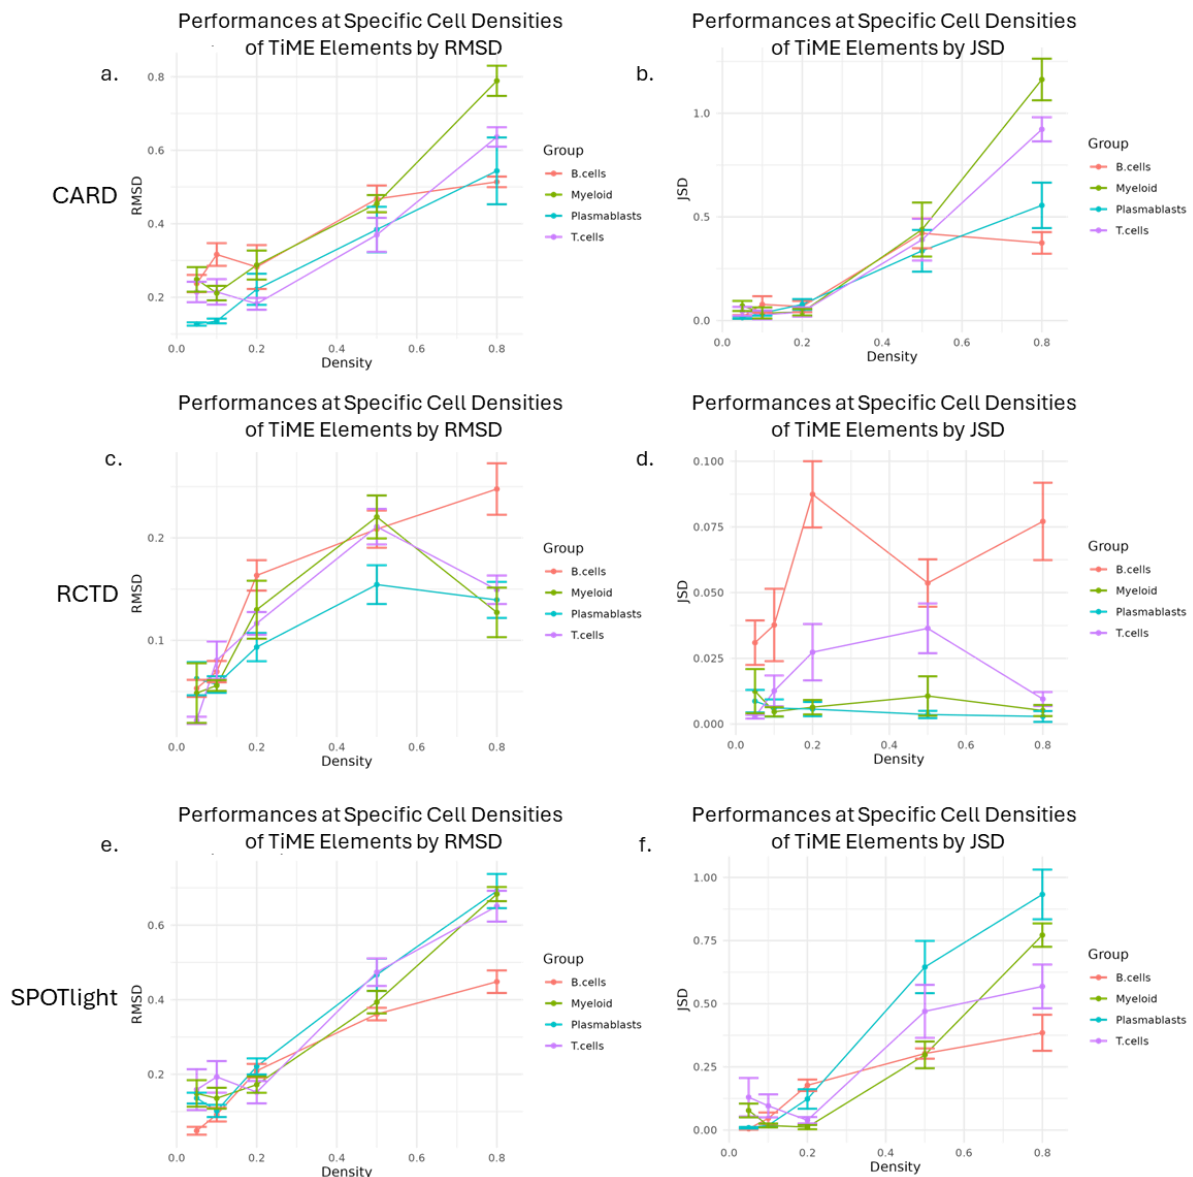 Performances at Specific Cell Densities
of TiME Elements by RMSD
Performances at Specific Cell Densities
of TiME Elements by JSD
a.
b.
CARD
RMSD
0.8
0.6
0.4
0.2
0.0
0.2
0.4
0.6
0.8
Density
Group
B.cells
Myeloid
Plasmablasts
T.cells
JSD
1.0
0.5
0.0
0.0
0.2
0.4
0.6
0.8
Density
Group
B.cells
Myeloid
Plasmablasts
T.cells
Performances at Specific Cell Densities
of TiME Elements by RMSD
Performances at Specific Cell Densities
of TiME Elements by JSD
c.
d.
RCTD
RMSD
0.2
0.1
0.0
0.2
0.4
0.6
0.8
Density
Group
B.cells
Myeloid
Plasmablasts
T.cells
JSD
0.100
0.075
0.050
0.025
0.000
0.0
0.2
0.4
0.6
0.8
Density
Group
B.cells
Myeloid
Plasmablasts
T.cells
Performances at Specific Cell Densities
of TiME Elements by RMSD
Performances at Specific Cell Densities
of TiME Elements by JSD
e.
f.
SPOTlight
RMSD
0.6
0.4
0.2
0.0
0.2
0.4
0.6
0.8
Density
Group
B.cells
Myeloid
Plasmablasts
T.cells
JSD
1.00
0.75
0.50
0.25
0.00
0.0
0.2
0.4
0.6
0.8
Density
Group
B.cells
Myeloid
Plasmablasts
T.cells